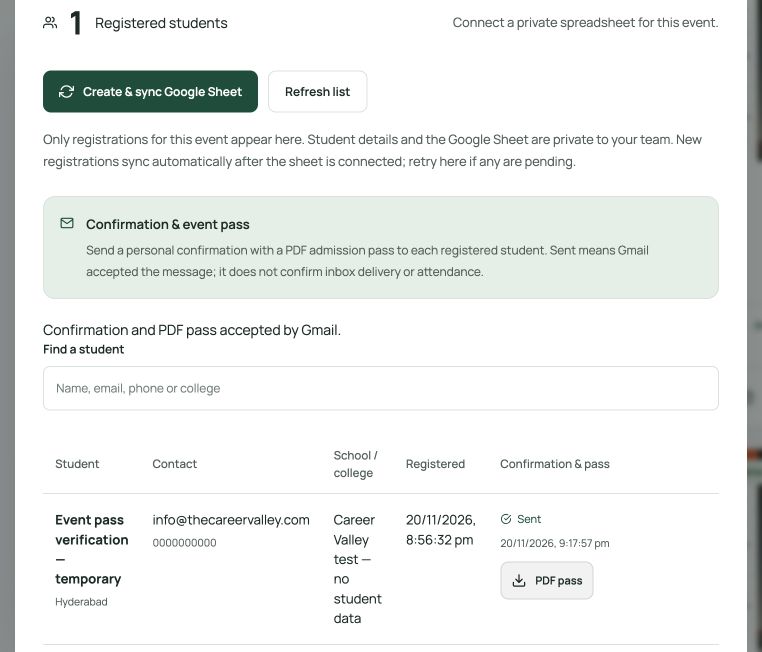 1 Registered students
Connect a private spreadsheet for this event.
Create & sync Google Sheet
Refresh list
Only registrations for this event appear here. Student details and the Google Sheet are private to your team. New
registrations sync automatically after the sheet is connected; retry here if any are pending.
Confirmation & event pass
Send a personal confirmation with a PDF admission pass to each registered student. Sent means Gmail
accepted the message; it does not confirm inbox delivery or attendance.
Confirmation and PDF pass accepted by Gmail.
Find a student
Name, email, phone or college
Student
Contact
School /
college
Registered
Confirmation & pass
Event pass
verification
—
temporary
Hyderabad
info@thecareervalley.com
0000000000
Career
Valley
test —
no
student
data
20/11/2026,
8:56:32 pm
Sent
20/11/2026, 9:17:57 pm
PDF pass